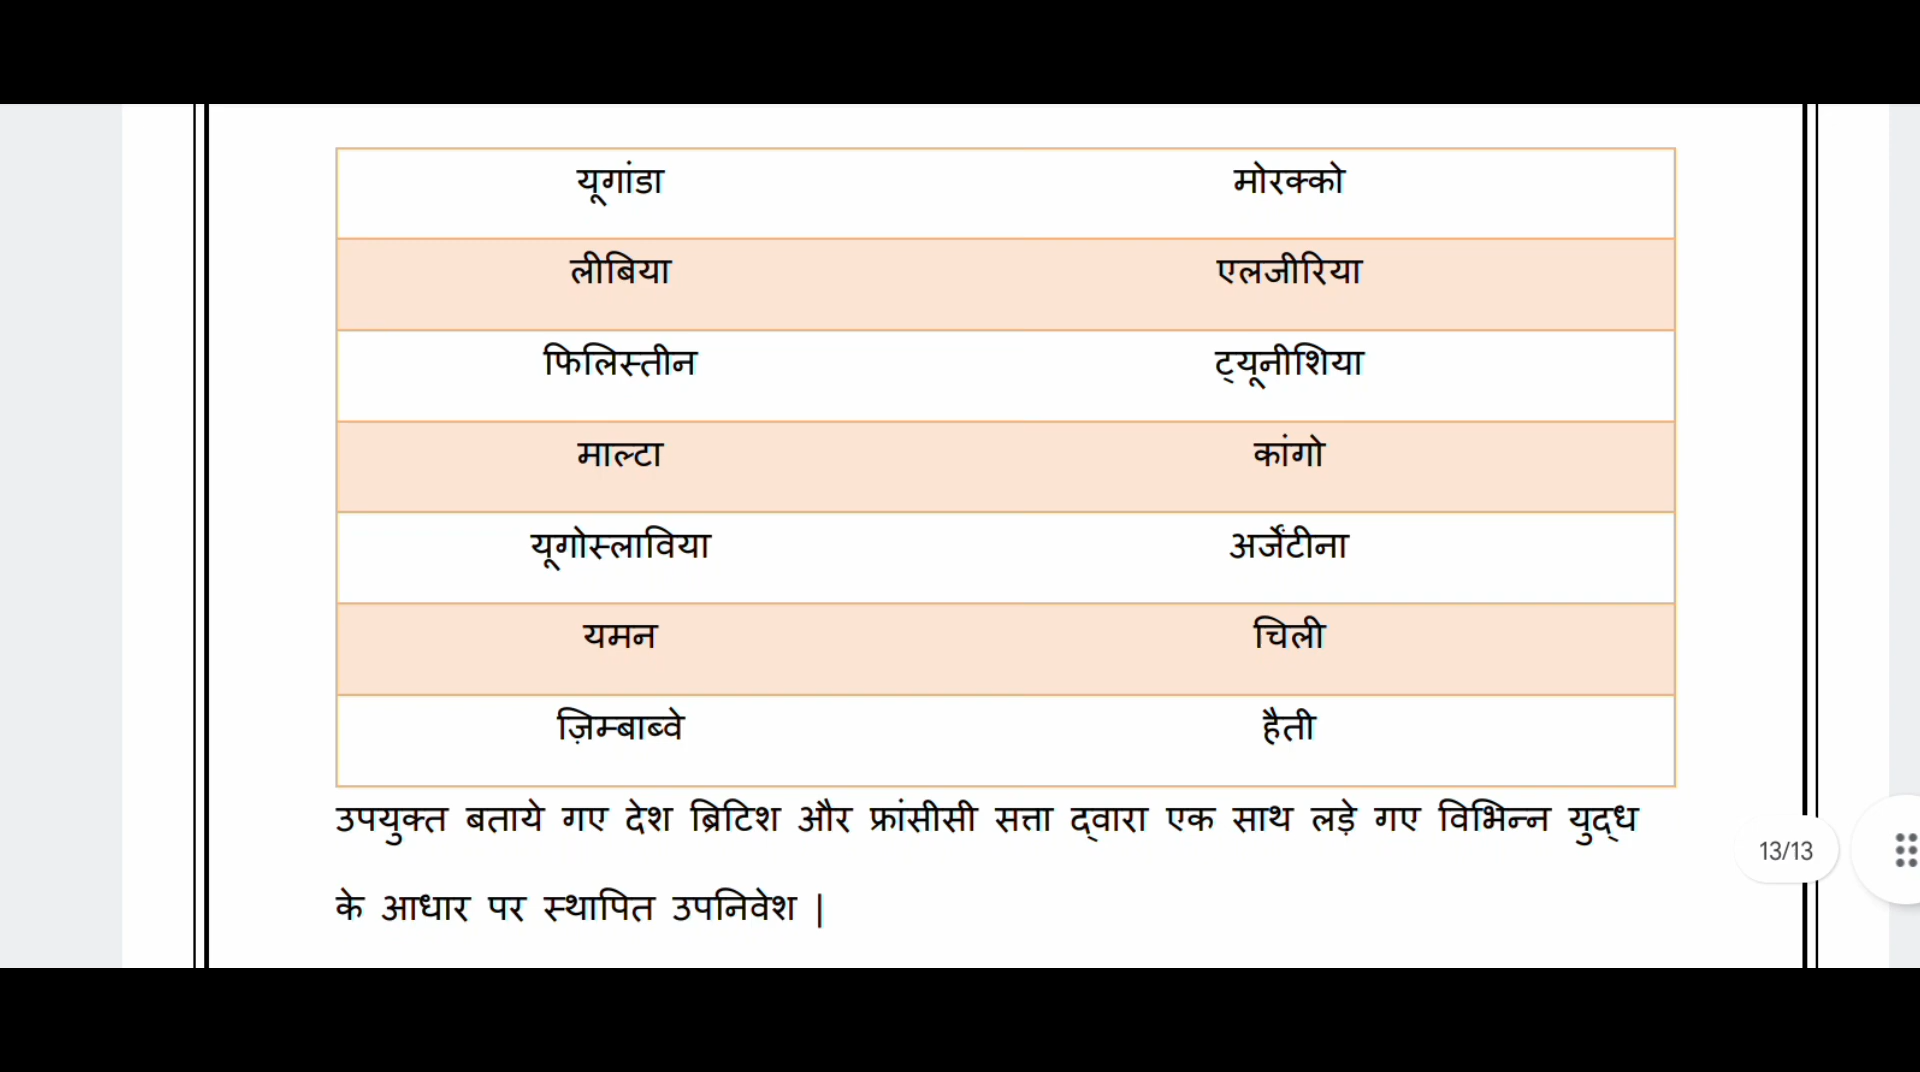 यूगांडा मोरक्को
लीबिया एलजीरिया
फिलिस्तीन ट्यूनीशिया
माल्टा कांगो
यूगोस्लाविया अर्जेंटीना
यमन चिली
ज़िम्बाब्वे हैती
उपयुक्त बताये गए देश ब्रिटिश और फ्रांसीसी सत्ता द्वारा एक साथ लड़े गए विभिन्न युद्ध
13/13
के आधार पर स्थापित उपनिवेश |